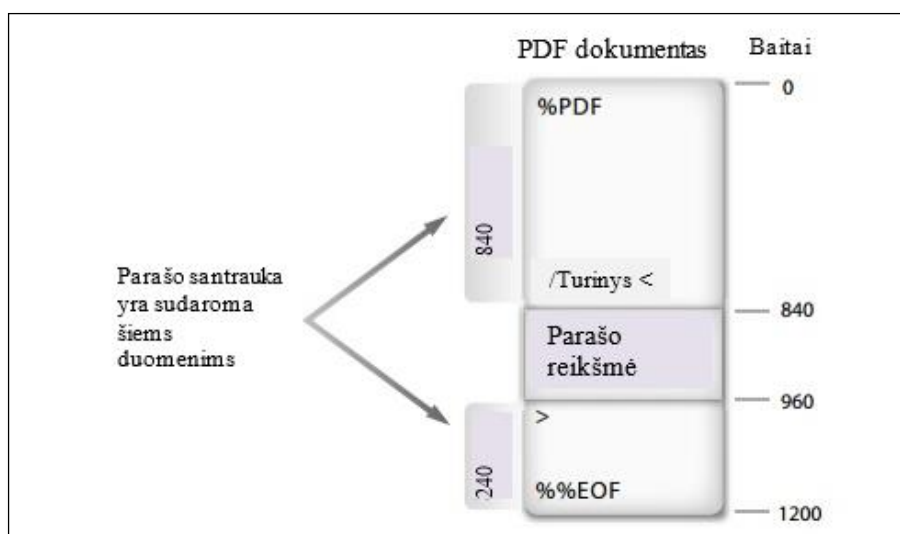 PDF dokumentas
Baitai
0
%PDF
840
/Turinys <
Parašo santrauka
yra sudaroma
šiems
duomenims
840
Parašo
reikšmė
960
>
240
%%EOF
1200